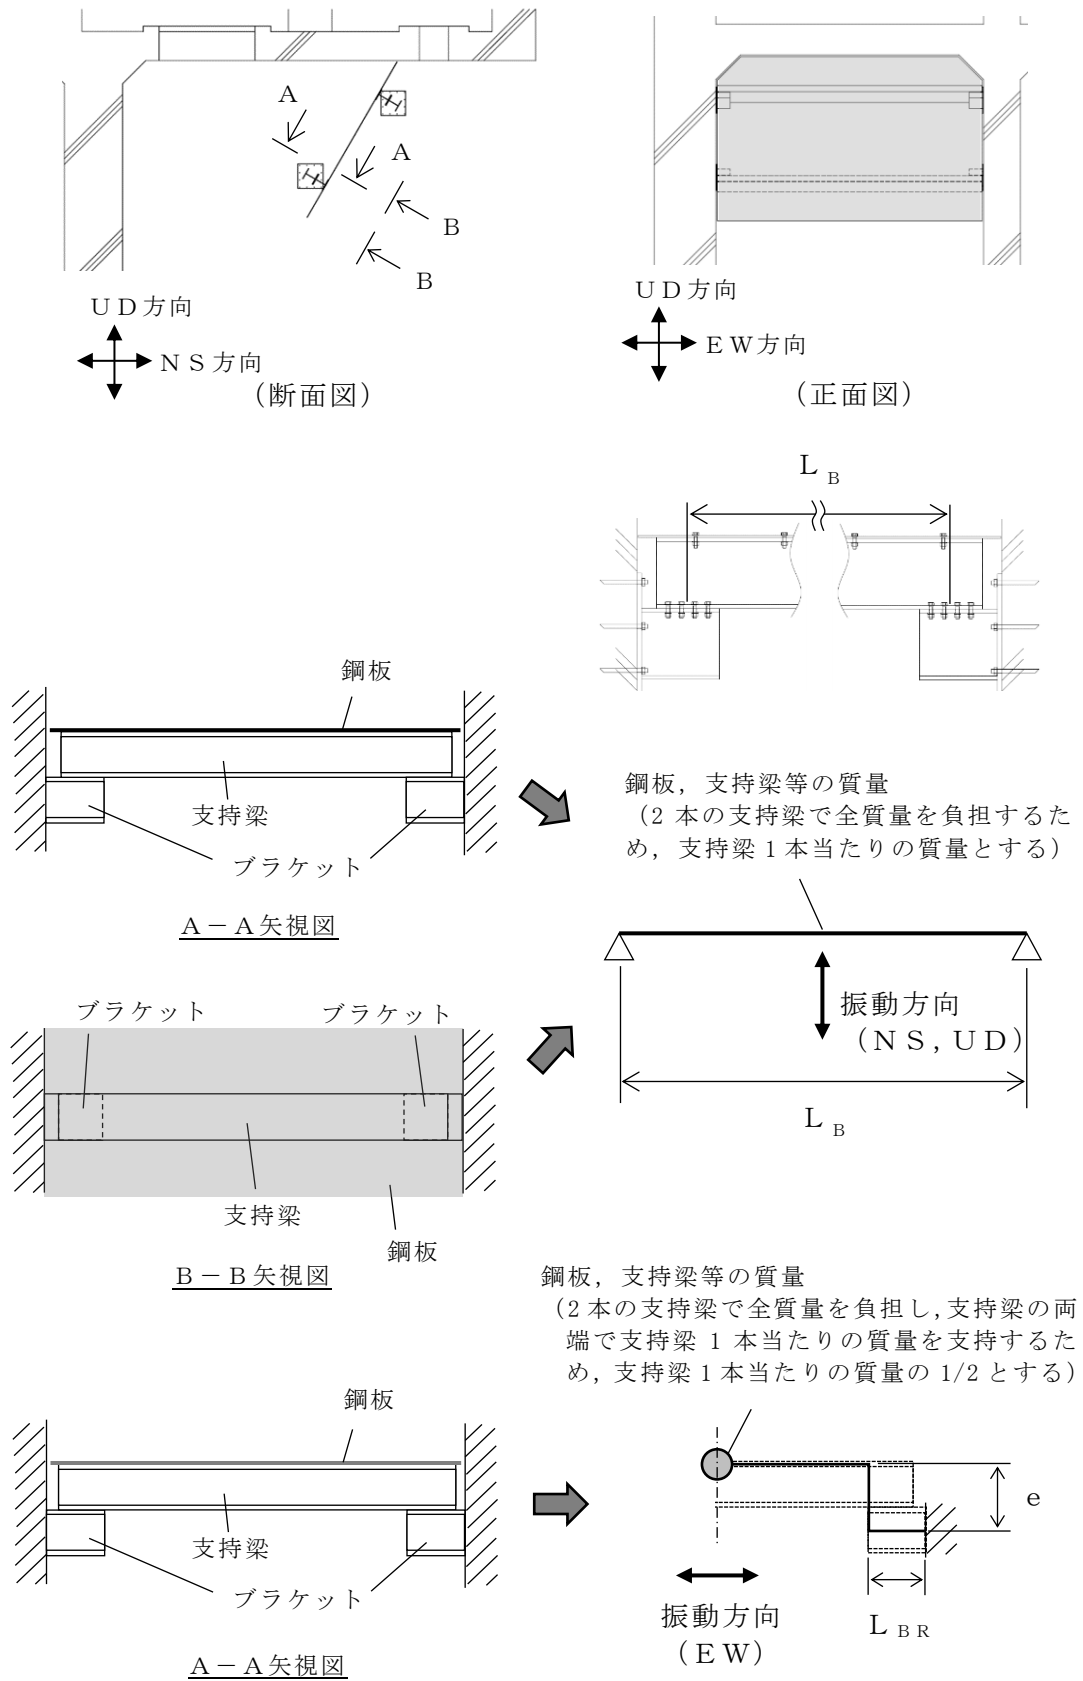 A
A
B
B
UD方向
NS方向
(断面図)
UD方向
EW方向
(正面図)
L B
鋼板
支持梁
ブラケット
A-A矢視図
鋼板，支持梁等の質量
(2本の支持梁で全質量を負担するた
め，支持梁1本当たりの質量とする)
振動方向
(NS,UD)
L B
ブラケット
ブラケット
支持梁
鋼板
B-B矢視図
鋼板，支持梁等の質量
(2本の支持梁で全質量を負担し,支持梁の両
端で支持梁 1 本当たりの質量を支持するた
め,支持梁1本当たりの質量の 1/2 とする)
鋼板
支持梁
ブラケット
A-A矢視図
e
振動方向
(EW)
L BR